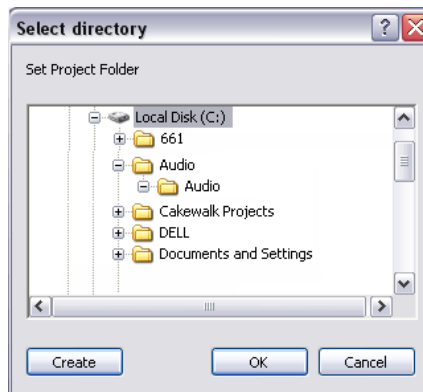 Select directory
Set Project Folder
Local Disk (C:)
661
Audio
Audio
Cakewalk Projects
DELL
Documents and Settings
Create
OK
Cancel